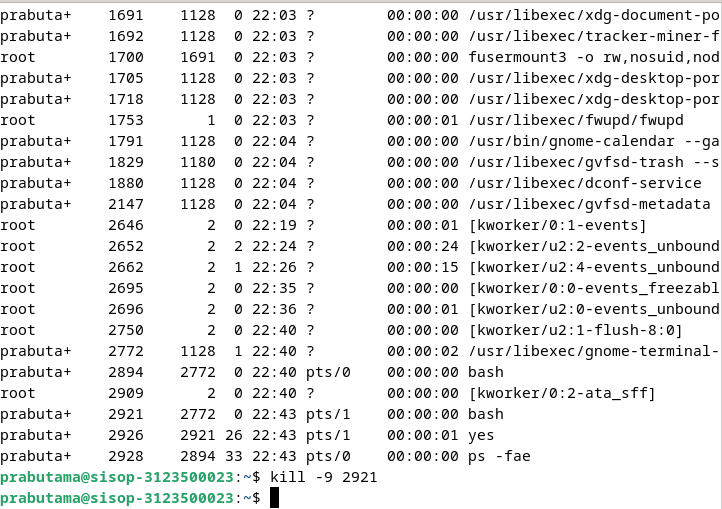 prabuta+    1691    1128  0 22:03 ?        00:00:00 /usr/libexec/xdg-document-po
prabuta+    1692    1128  0 22:03 ?        00:00:00 /usr/libexec/tracker-miner-f
root        1700    1691  0 22:03 ?        00:00:00 fusermount3 -o rw,nosuid,nod
prabuta+    1705    1128  0 22:03 ?        00:00:00 /usr/libexec/xdg-desktop-por
prabuta+    1718    1128  0 22:03 ?        00:00:00 /usr/libexec/xdg-desktop-por
root        1753       1  0 22:03 ?        00:00:01 /usr/libexec/fwupd/fwupd
prabuta+    1791    1128  0 22:04 ?        00:00:00 /usr/bin/gnome-calendar --ga
prabuta+    1829    1180  0 22:04 ?        00:00:00 /usr/libexec/gvfsd-trash --s
prabuta+    1880    1128  0 22:04 ?        00:00:00 /usr/libexec/dconf-service
prabuta+    2147    1128  0 22:04 ?        00:00:00 /usr/libexec/gvfsd-metadata
root        2646       2  0 22:19 ?        00:00:01 [kworker/0:1-events]
root        2652       2  2 22:24 ?        00:00:24 [kworker/u2:2-events_unbound
root        2662       2  1 22:26 ?        00:00:15 [kworker/u2:4-events_unbound
root        2695       2  0 22:35 ?        00:00:00 [kworker/0:0-events_freezabl
root        2696       2  0 22:36 ?        00:00:01 [kworker/u2:0-events_unbound
root        2750       2  0 22:40 ?        00:00:00 [kworker/u2:1-flush-8:0]
prabuta+    2772    1128  1 22:40 ?        00:00:02 /usr/libexec/gnome-terminal-
prabuta+    2894    2772  0 22:40 pts/0    00:00:00 bash
root        2909       2  0 22:40 ?        00:00:00 [kworker/0:2-ata_sff]
prabuta+    2921    2772  0 22:43 pts/1    00:00:00 bash
prabuta+    2926    2921 26 22:43 pts/1    00:00:01 yes
prabuta+    2928    2894 33 22:43 pts/0    00:00:00 ps -fae
prabutama@sisop-3123500023:~$ kill -9 2921
prabutama@sisop-3123500023:~$